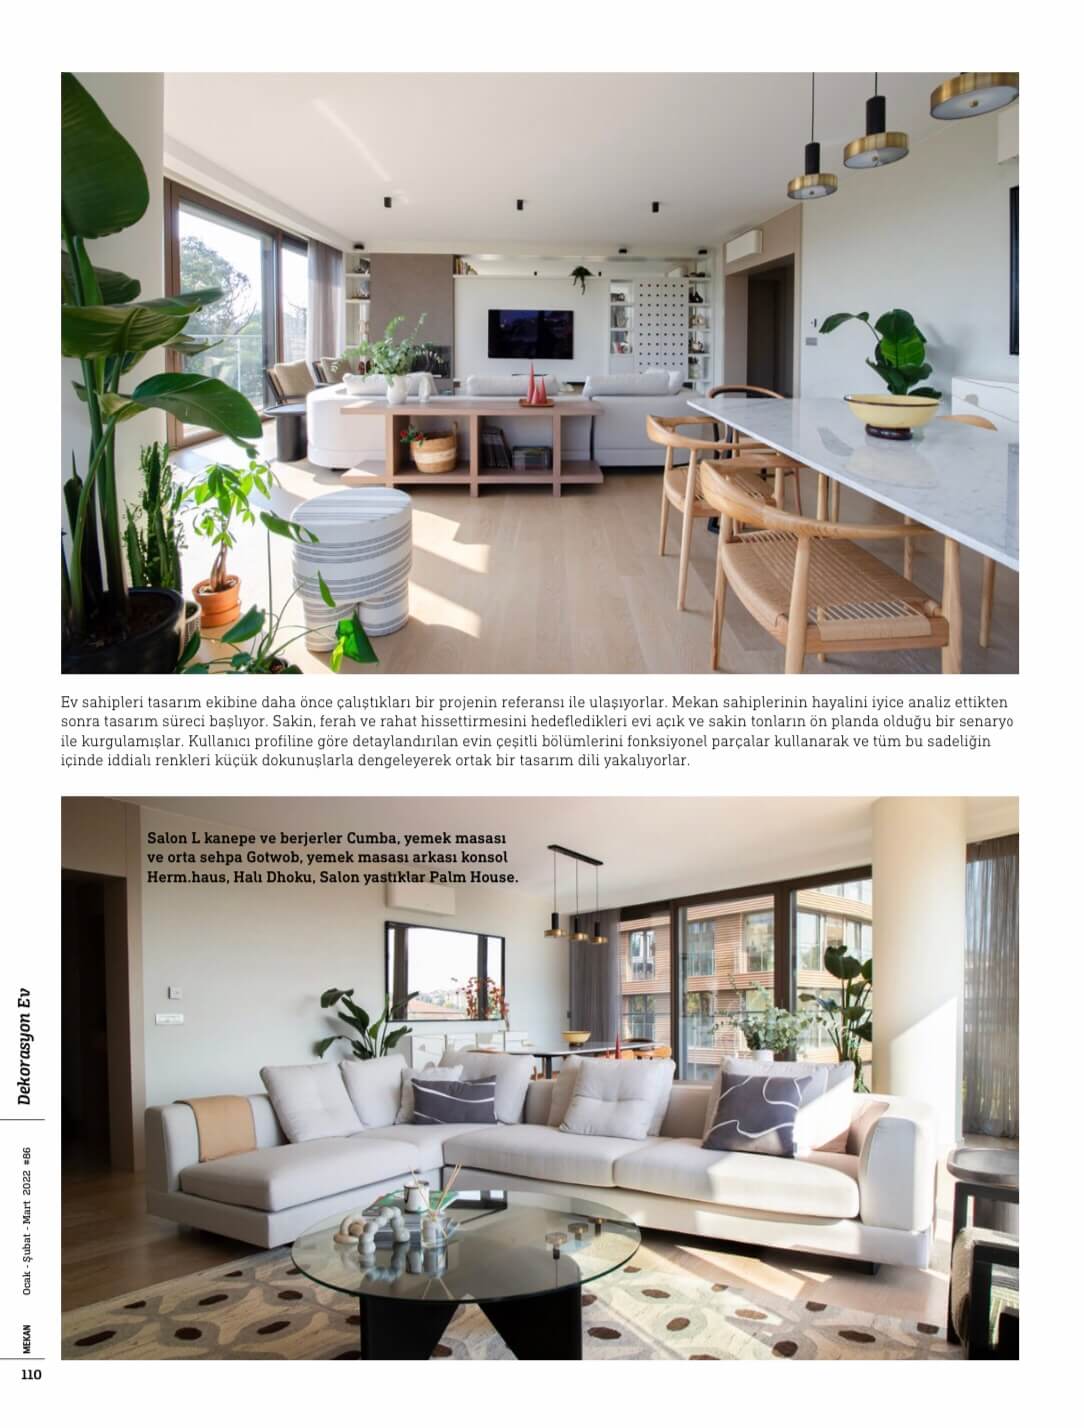 Ev sahipleri tasarım ekibine daha önce çalıştıkları bir projenin referansı ile ulaşıyorlar. Mekan sahiplerinin hayalini iyice analiz ettikten
sonra tasarım süreci başlıyor. Sakin, ferah ve rahat hissettirmesini hedefledikleri evi açık ve sakin tonların ön planda olduğu bir senaryo
ile kurgulamışlar. Kullanıcı profiline göre detaylandırılan evin çeşitli bölümlerini fonksiyonel parçalar kullanarak ve tüm bu sadeliğin
içinde iddialı renkleri küçük dokunuşlarla dengeleyerek ortak bir tasarım dili yakalıyorlar.
Salon L kanepe ve berjerler Cumba, yemek masası
ve orta sehpa Gotwob, yemek masası arkası konsol
Herm.haus, Halı Dhoku, Salon yastıklar Palm House.
Dekorasyon Ev
Ocak - Şubat - Mart 2022 #86
MEKAN
110